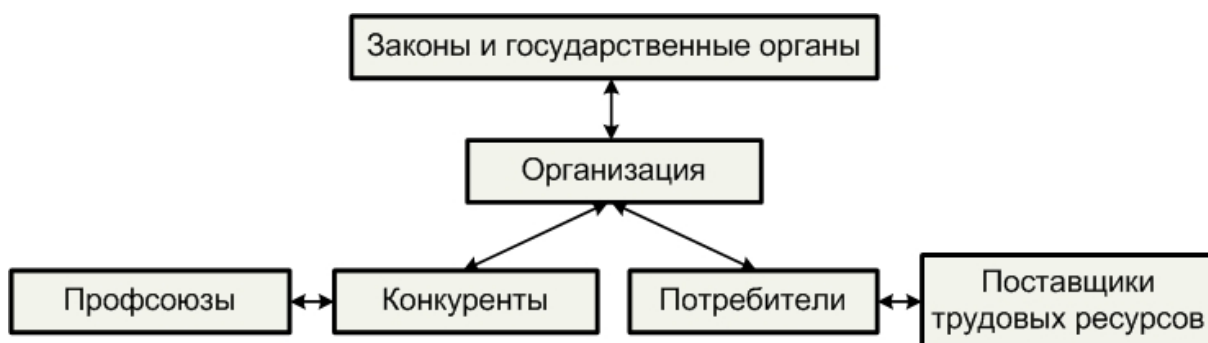 Законы и государственные органы
Организация
Профсоюзы
Конкуренты
Потребители
Поставщики
трудовых ресурсов